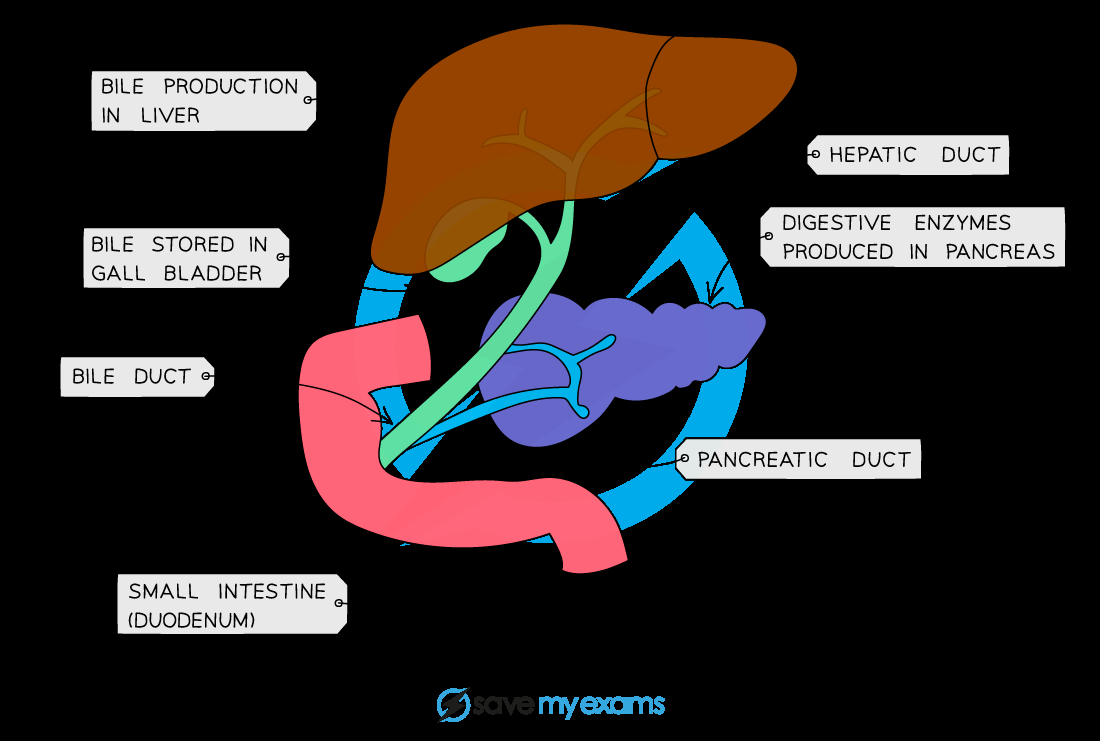 BILE PRODUCTION
IN LIVER
HEPATIC DUCT
DIGESTIVE ENZYMES
PRODUCED IN PANCREAS
BILE STORED IN
GALL BLADDER
BILE DUCT
PANCREATIC DUCT
SMALL INTESTINE
(DUODENUM)
save my exams